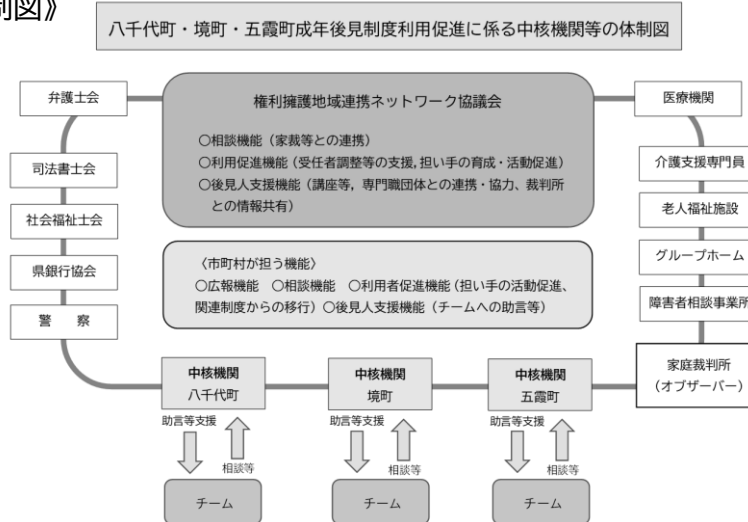 制図》
八千代町・境町・五霞町成年後見制度利用促進に係る中核機関等の体制図
弁護士会
権利擁護地域連携ネットワーク協議会
医療機関
○相談機能（家裁等との連携）
○利用促進機能（受任者調整等の支援,担い手の育成・活動促進）
○後見人支援機能（講座等，専門職団体との連携・協力、裁判所
との情報共有）
司法書士会
社会福祉士会
県銀行協会
警　察
介護支援専門員
老人福祉施設
グループホーム
障害者相談事業所
〈市町村が担う機能〉
○広報機能　○相談機能　○利用者促進機能（担い手の活動促進、
関連制度からの移行）○後見人支援機能（チームへの助言等）
家庭裁判所
（オブザーバー）
中核機関
八千代町
中核機関
境町
中核機関
五霞町
助言等支援
相談等
助言等支援
相談等
助言等支援
相談等
チーム
チーム
チーム